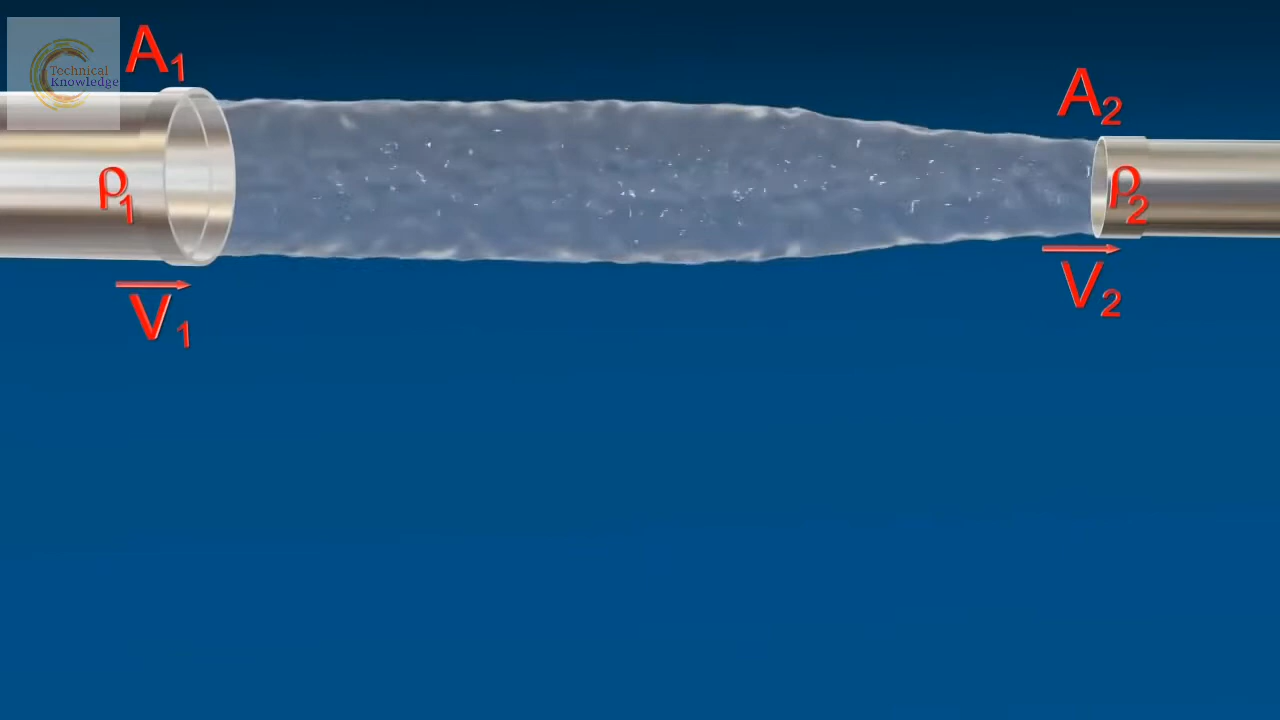 Technical
Knowledge
A₁
A₂
ρ₁
ρ₂
V₁
V₂